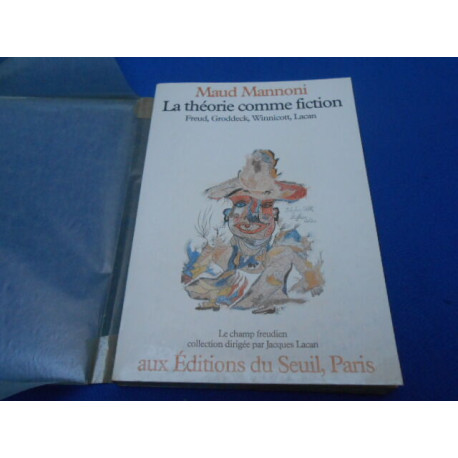 Maud Mannoni
La théorie comme fiction
Freud, Groddeck, Winnicott, Lacan
Le champ freudien
collection dirigée par Jacques Lacan
aux Éditions du Seuil, Paris